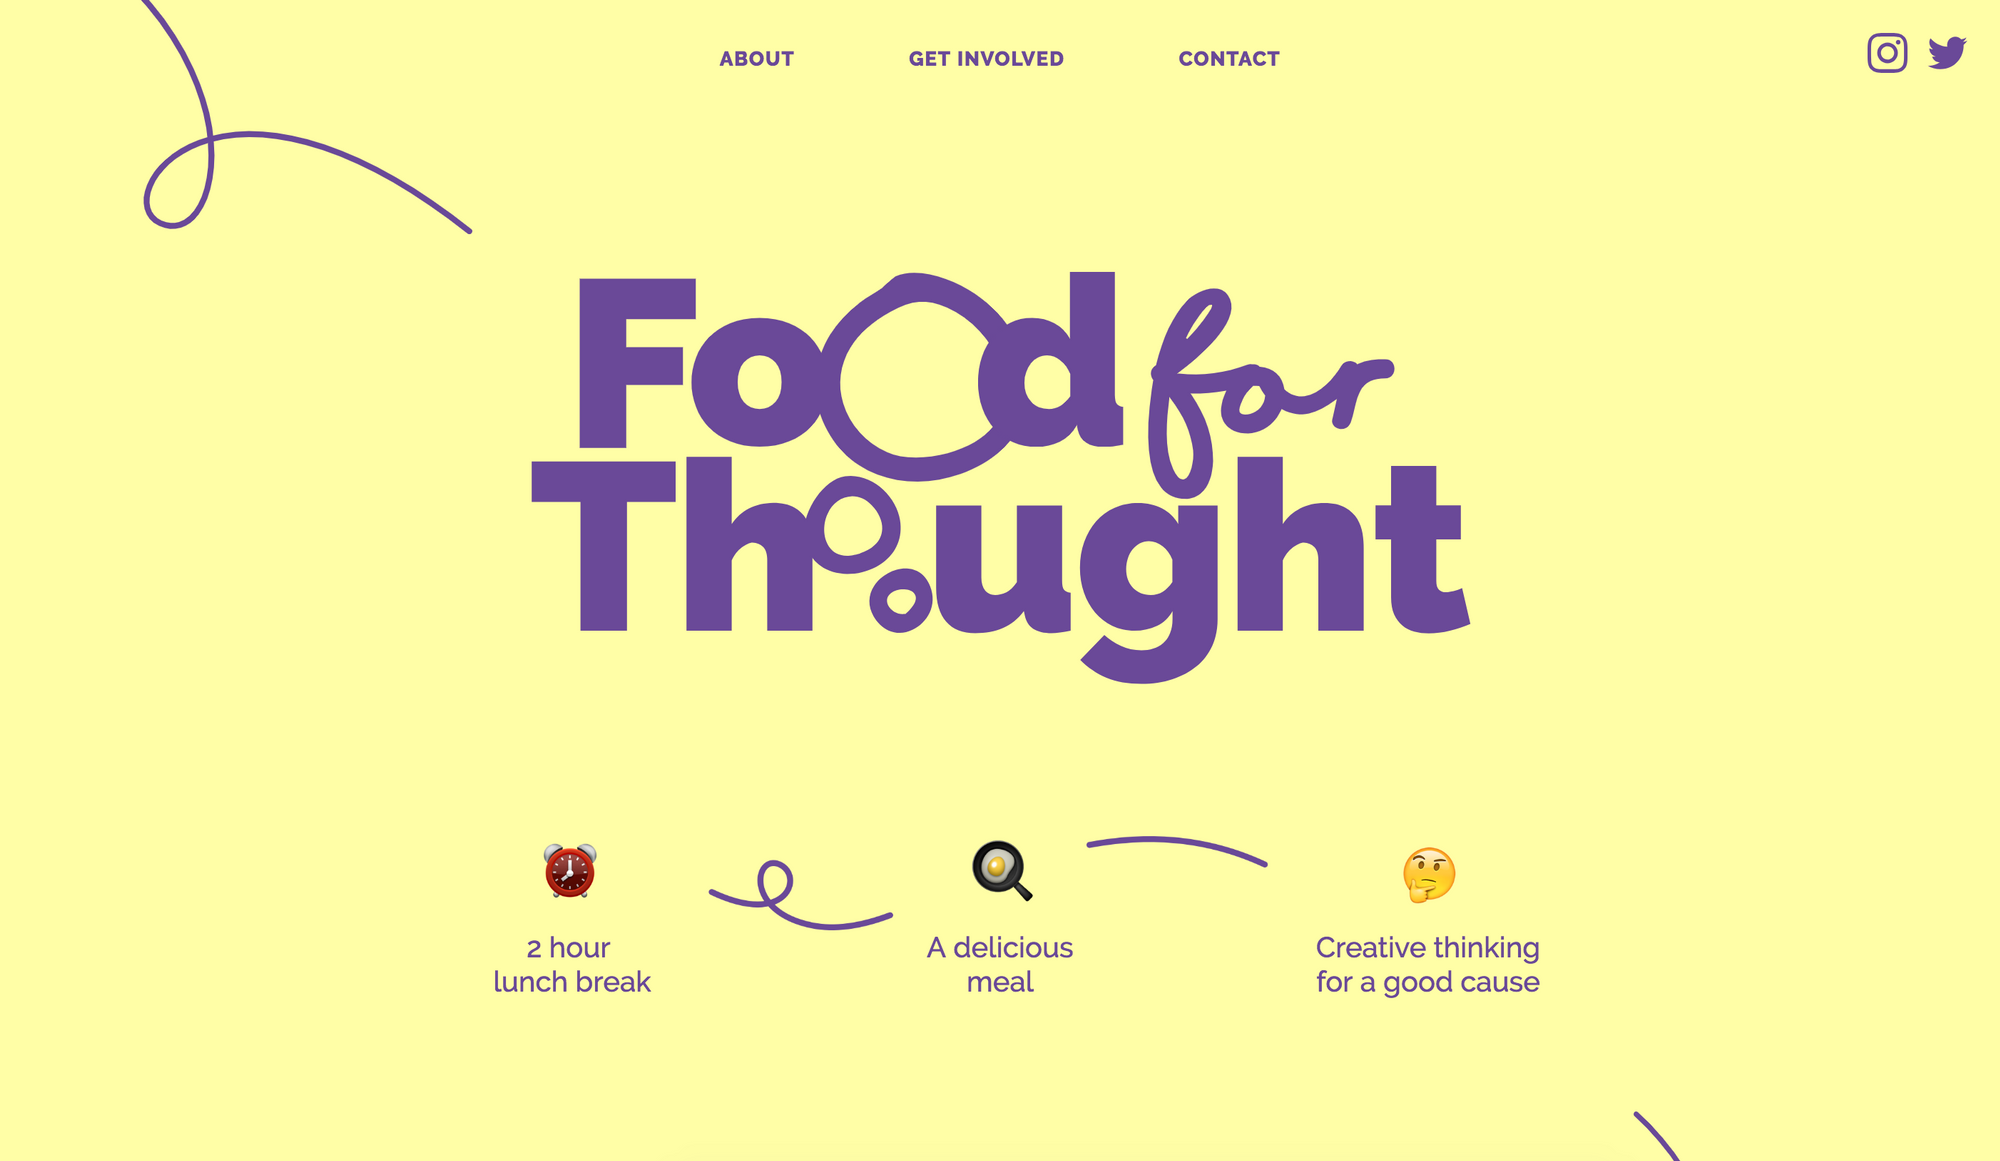 ABOUT GET INVOLVED CONTACT
Food for
Thought
2 hour
lunch break
A delicious
meal
Creative thinking
for a good cause